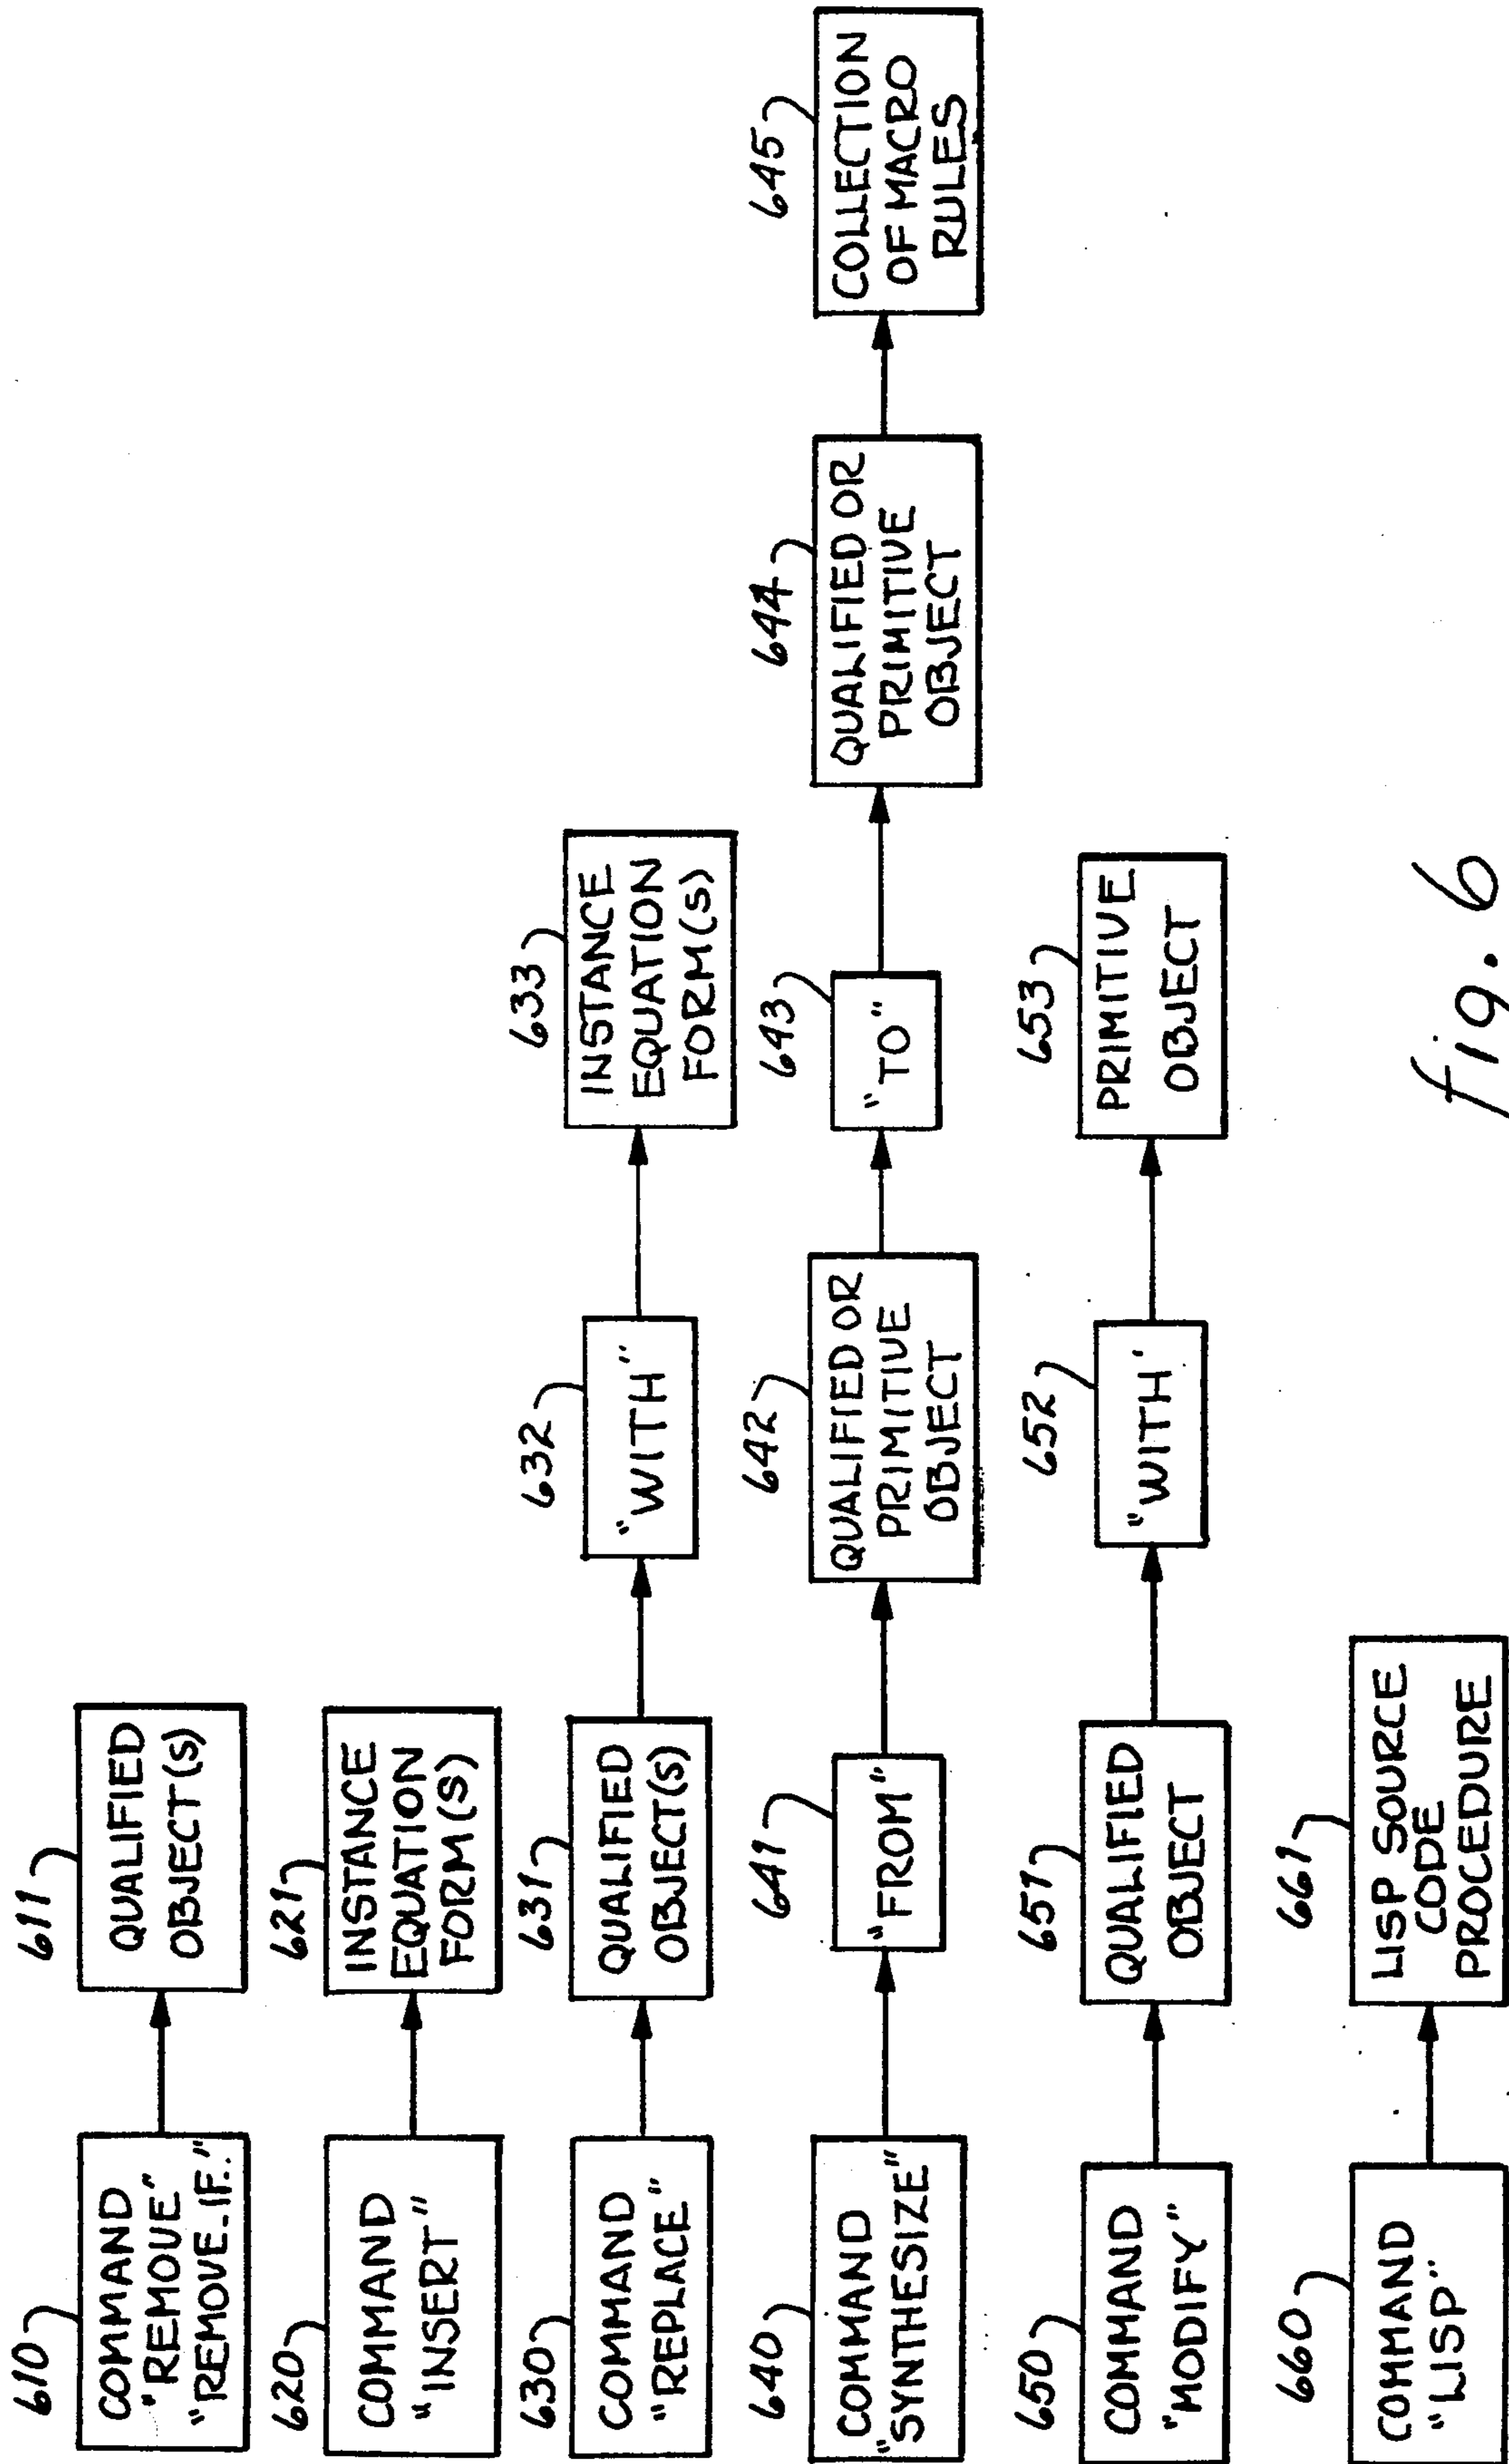 610
COMMAND
"REMOVE"
"REMOVE-IF.."
611
QUALIFIED
OBJECT(S)
620
COMMAND
"INSERT"
621
INSTANCE
EQUATION
FORM(S)
630
COMMAND
"REPLACE"
631
QUALIFIED
OBJECT(S)
632
"WITH"
633
INSTANCE
EQUATION
FORM(S)
640
COMMAND
"SYNTHESIZE"
641
"FROM"
642
QUALIFIED OR
PRIMITIVE
OBJECT
643
"TO"
644
QUALIFIED OR
PRIMITIVE
OBJECT
645
COLLECTION
OF MACRO
RULES
650
COMMAND
"MODIFY"
651
QUALIFIED
OBJECT
652
"WITH'
653
PRIMITIVE
OBJECT
660
COMMAND
"LISP"
661
LISP SOURCE
CODE
PROCEDURE
fig. 6